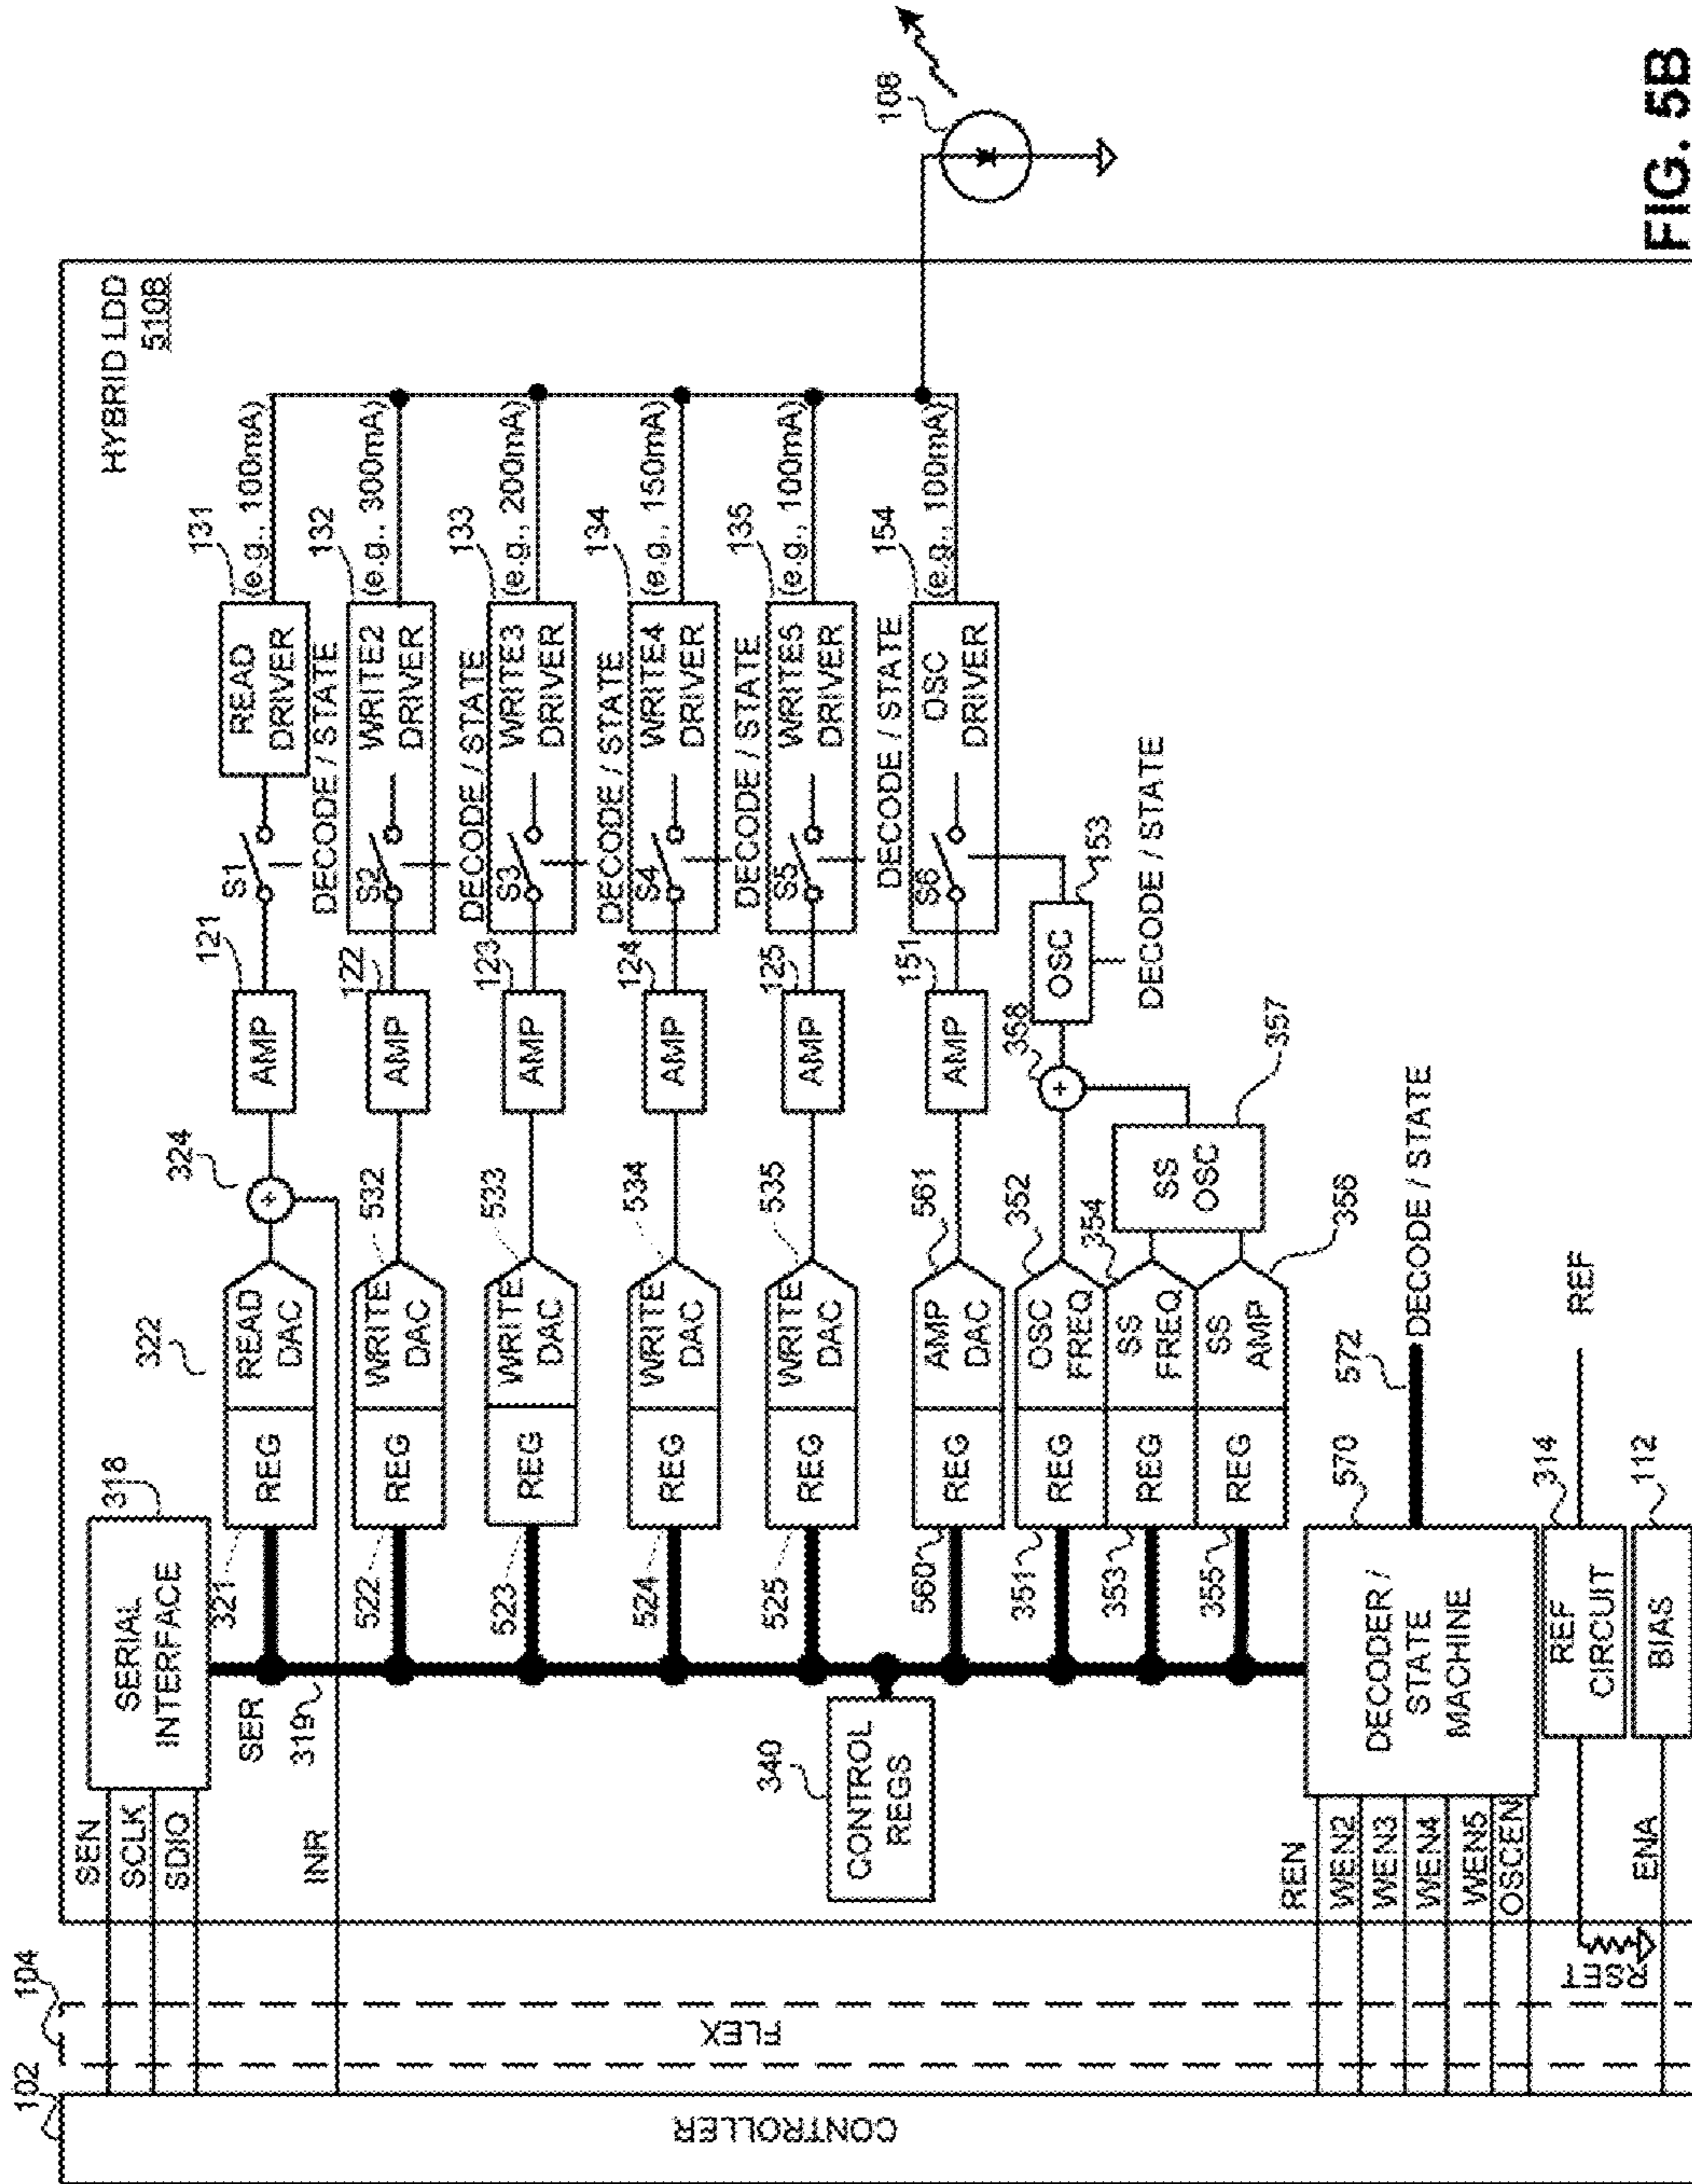 102
104
CONTROLLER
FLEX
HYBRID LDD
510B
SEN
SCLK
SDIO
SERIAL
INTERFACE
318
SER
319
INR
321
REG
READ
DAC
322
324
AMP
121
S1
READ
DRIVER
131
(e.g., 100mA)
DECODE / STATE
522
REG
WRITE
DAC
532
AMP
122
S2
WRITE2
DRIVER
132
(e.g., 300mA)
DECODE / STATE
523
REG
WRITE
DAC
533
AMP
123
S3
WRITE3
DRIVER
133
(e.g., 200mA)
DECODE / STATE
524
REG
WRITE
DAC
534
AMP
124
S4
WRITE4
DRIVER
134
(e.g., 150mA)
DECODE / STATE
525
REG
WRITE
DAC
535
AMP
125
S5
WRITE5
DRIVER
135
(e.g., 100mA)
DECODE / STATE
340
CONTROL
REGS
560
REG
AMP
DAC
561
AMP
151
S6
OSC
DRIVER
154
(e.g., 100mA)
108
351
REG
OSC
FREQ
352
+
358
OSC
153
DECODE / STATE
353
REG
SS
FREQ
354
SS
OSC
357
355
REG
SS
AMP
356
REN
WEN2
WEN3
WEN4
WEN5
OSCEN
DECODER /
STATE
MACHINE
570
572
DECODE / STATE
RSET
REF
CIRCUIT
314
REF
ENA
BIAS
112
FIG. 5B